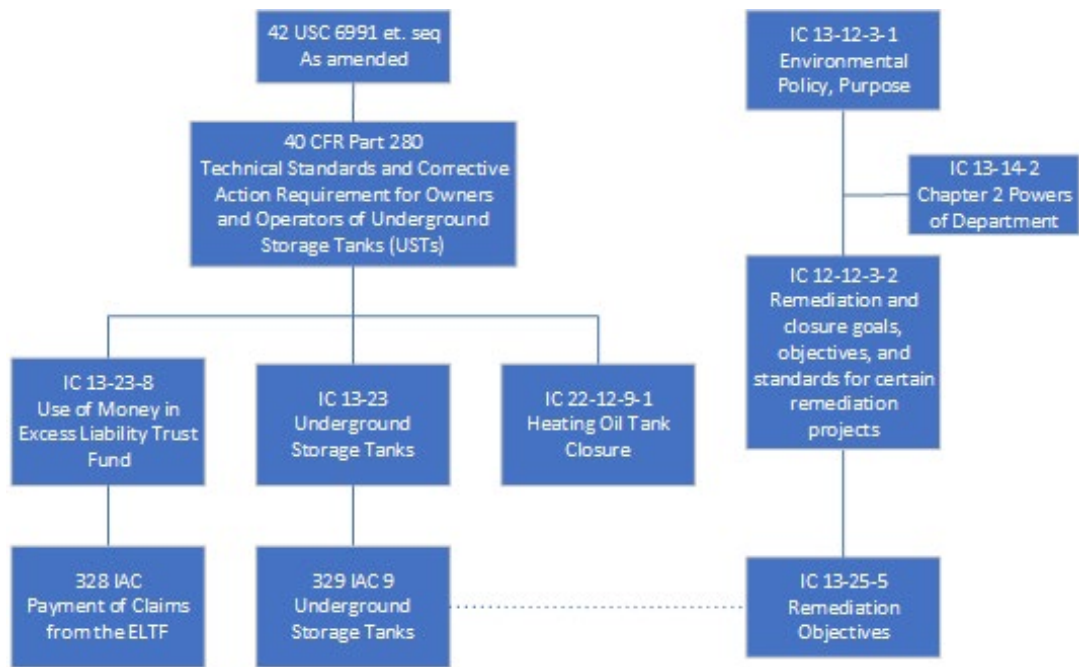 42 USC 6991 et. seq
As amended
40 CFR Part 280
Technical Standards and Corrective
Action Requirement for Owners
and Operators of Underground
Storage Tanks (USTs)
IC 13-23-8
Use of Money in
Excess Liability Trust
Fund
IC 13-23
Underground
Storage Tanks
IC 22-12-9-1
Heating Oil Tank
Closure
328 IAC
Payment of Claims
from the ELTF
329 IAC 9
Underground
Storage Tanks
IC 13-12-3-1
Environmental
Policy, Purpose
IC 13-14-2
Chapter 2 Powers
of Department
IC 12-12-3-2
Remediation and
closure goals,
objectives, and
standards for certain
remediation
projects
IC 13-25-5
Remediation
Objectives